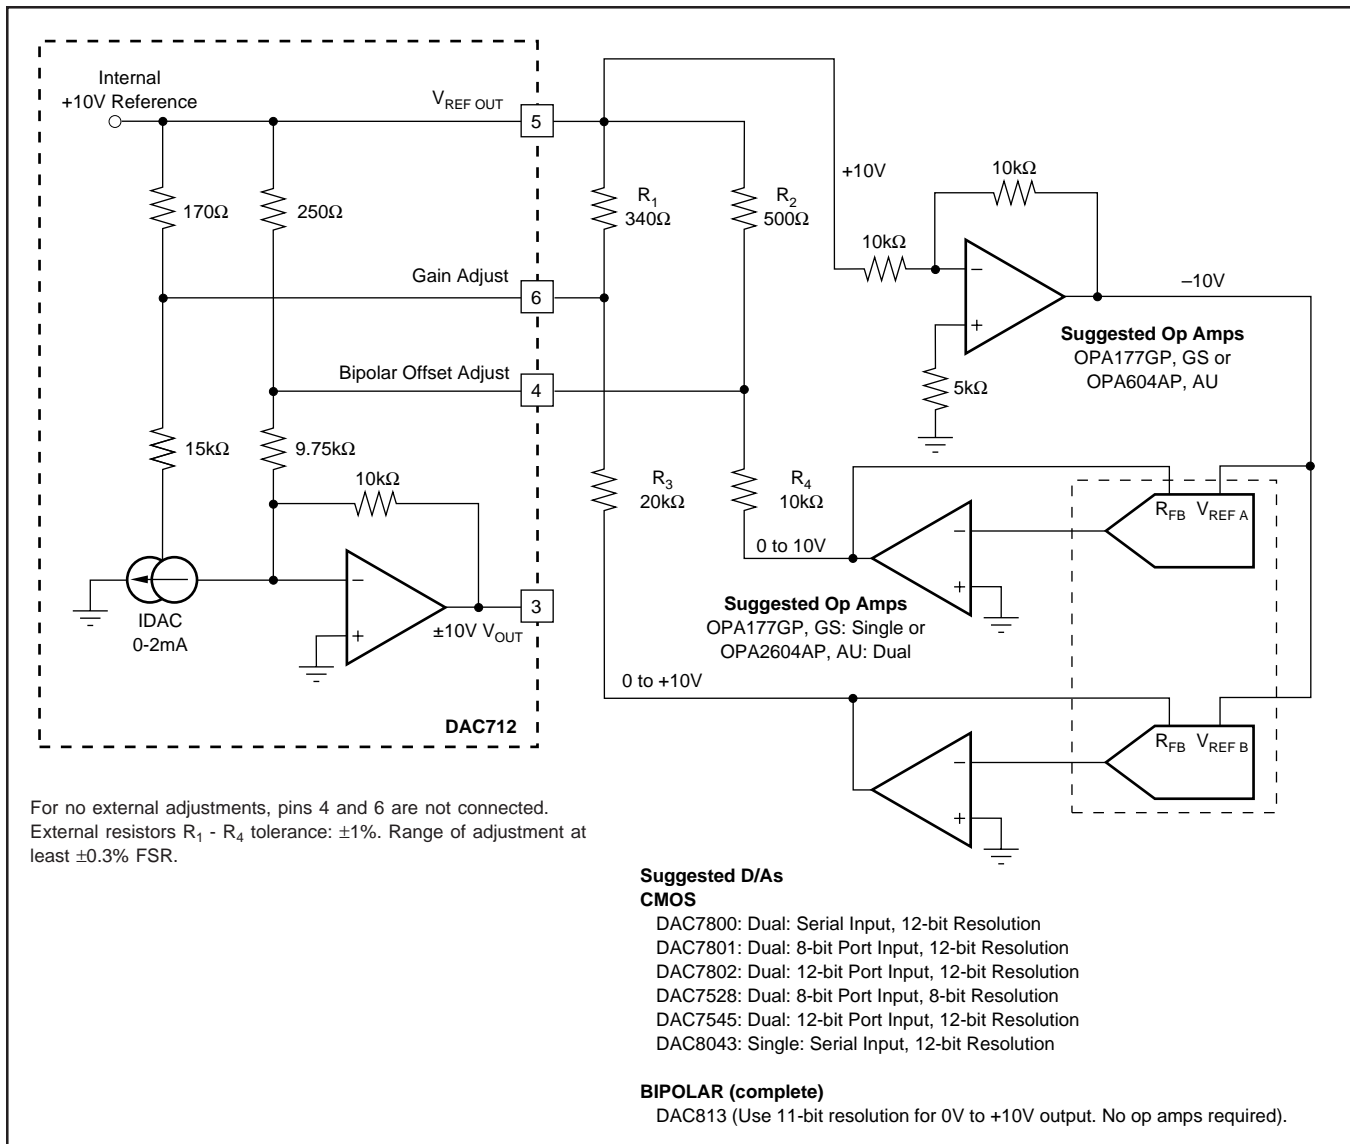 Internal
+10V Reference
V_REF OUT
5
170Ω
250Ω
R1
340Ω
R2
500Ω
+10V
10kΩ
10kΩ
–
+
–10V
Suggested Op Amps
OPA177GP, GS or
OPA604AP, AU
5kΩ
Gain Adjust
6
Bipolar Offset Adjust
4
15kΩ
9.75kΩ
10kΩ
R3
20kΩ
R4
10kΩ
0 to 10V
–
+
RFB VREF A
IDAC
0-2mA
–
+
±10V VOUT
3
Suggested Op Amps
OPA177GP, GS: Single or
OPA2604AP, AU: Dual
0 to +10V
DAC712
–
+
RFB VREF B
For no external adjustments, pins 4 and 6 are not connected.
External resistors R1 - R4 tolerance: ±1%. Range of adjustment at
least ±0.3% FSR.
Suggested D/As
CMOS
DAC7800: Dual: Serial Input, 12-bit Resolution
DAC7801: Dual: 8-bit Port Input, 12-bit Resolution
DAC7802: Dual: 12-bit Port Input, 12-bit Resolution
DAC7528: Dual: 8-bit Port Input, 8-bit Resolution
DAC7545: Dual: 12-bit Port Input, 12-bit Resolution
DAC8043: Single: Serial Input, 12-bit Resolution
BIPOLAR (complete)
DAC813 (Use 11-bit resolution for 0V to +10V output. No op amps required).